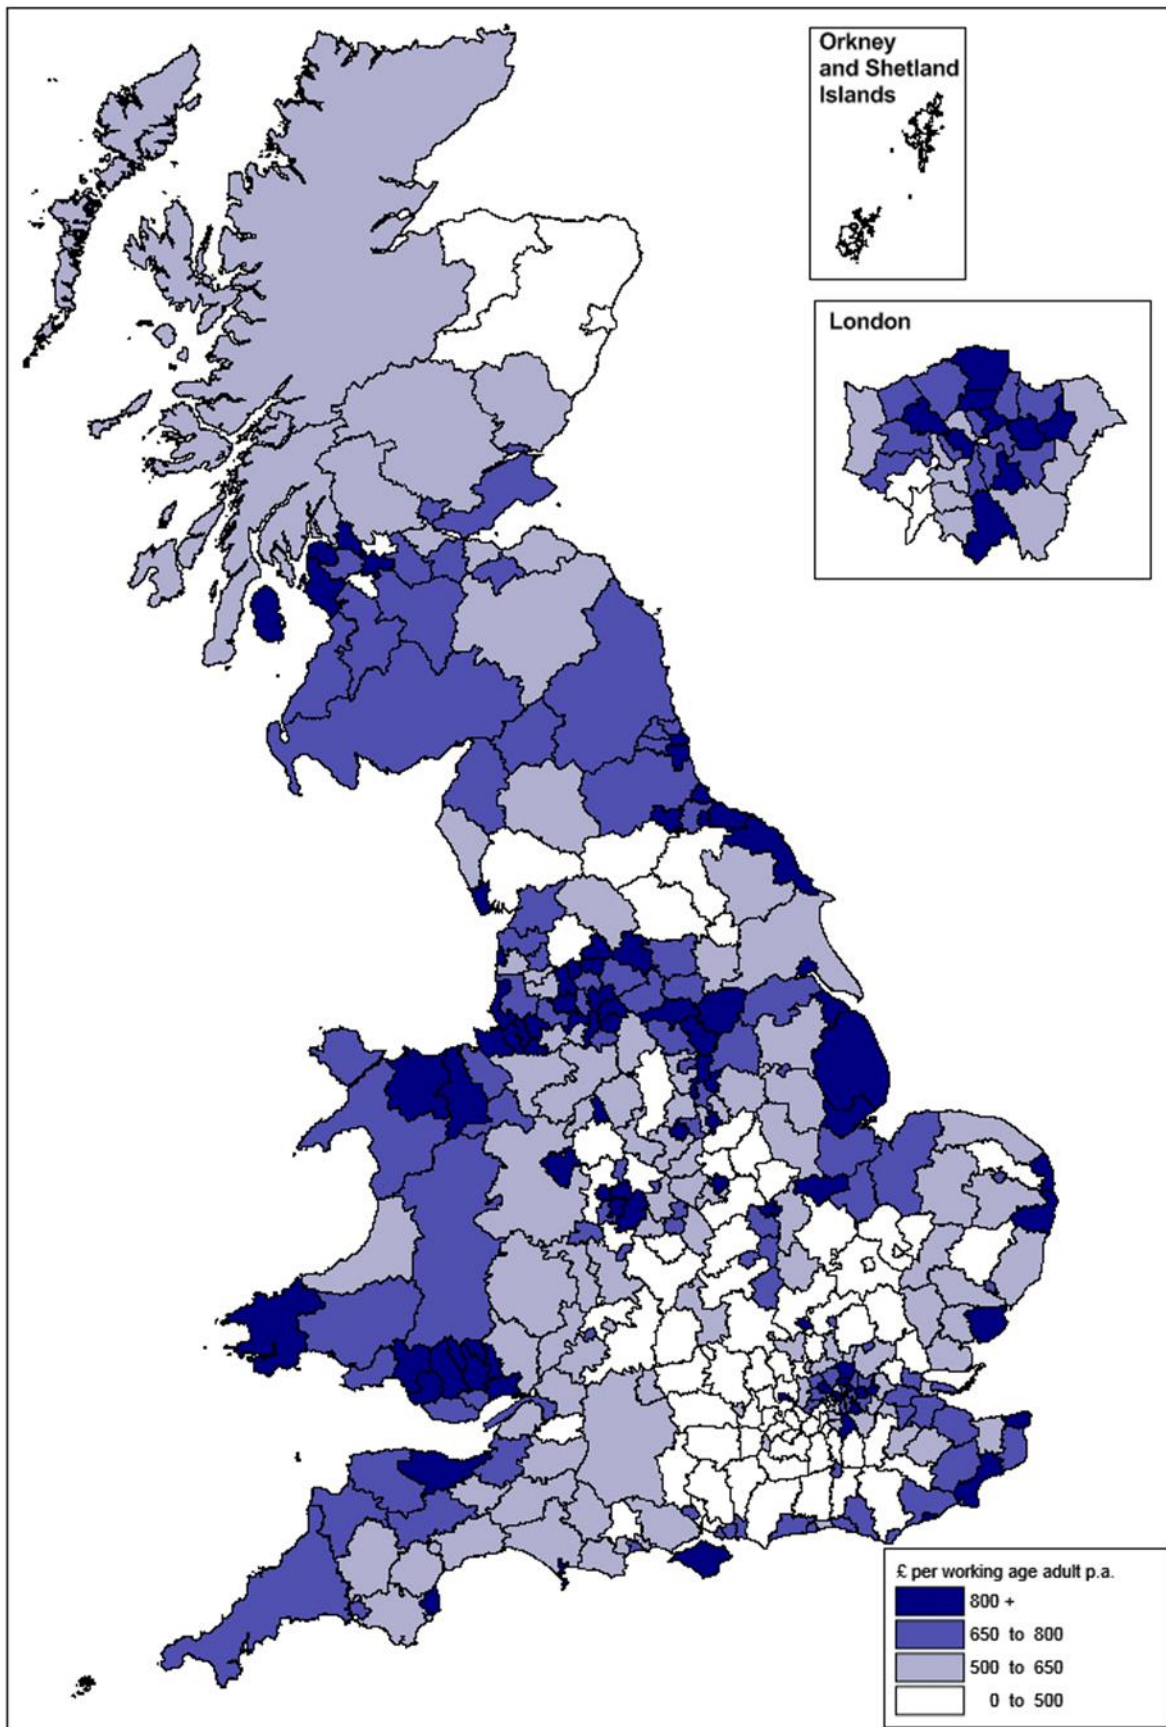 Orkney
and Shetland
Islands
London
£ per working age adult p.a.
800 +
650 to 800
500 to 650
0 to 500